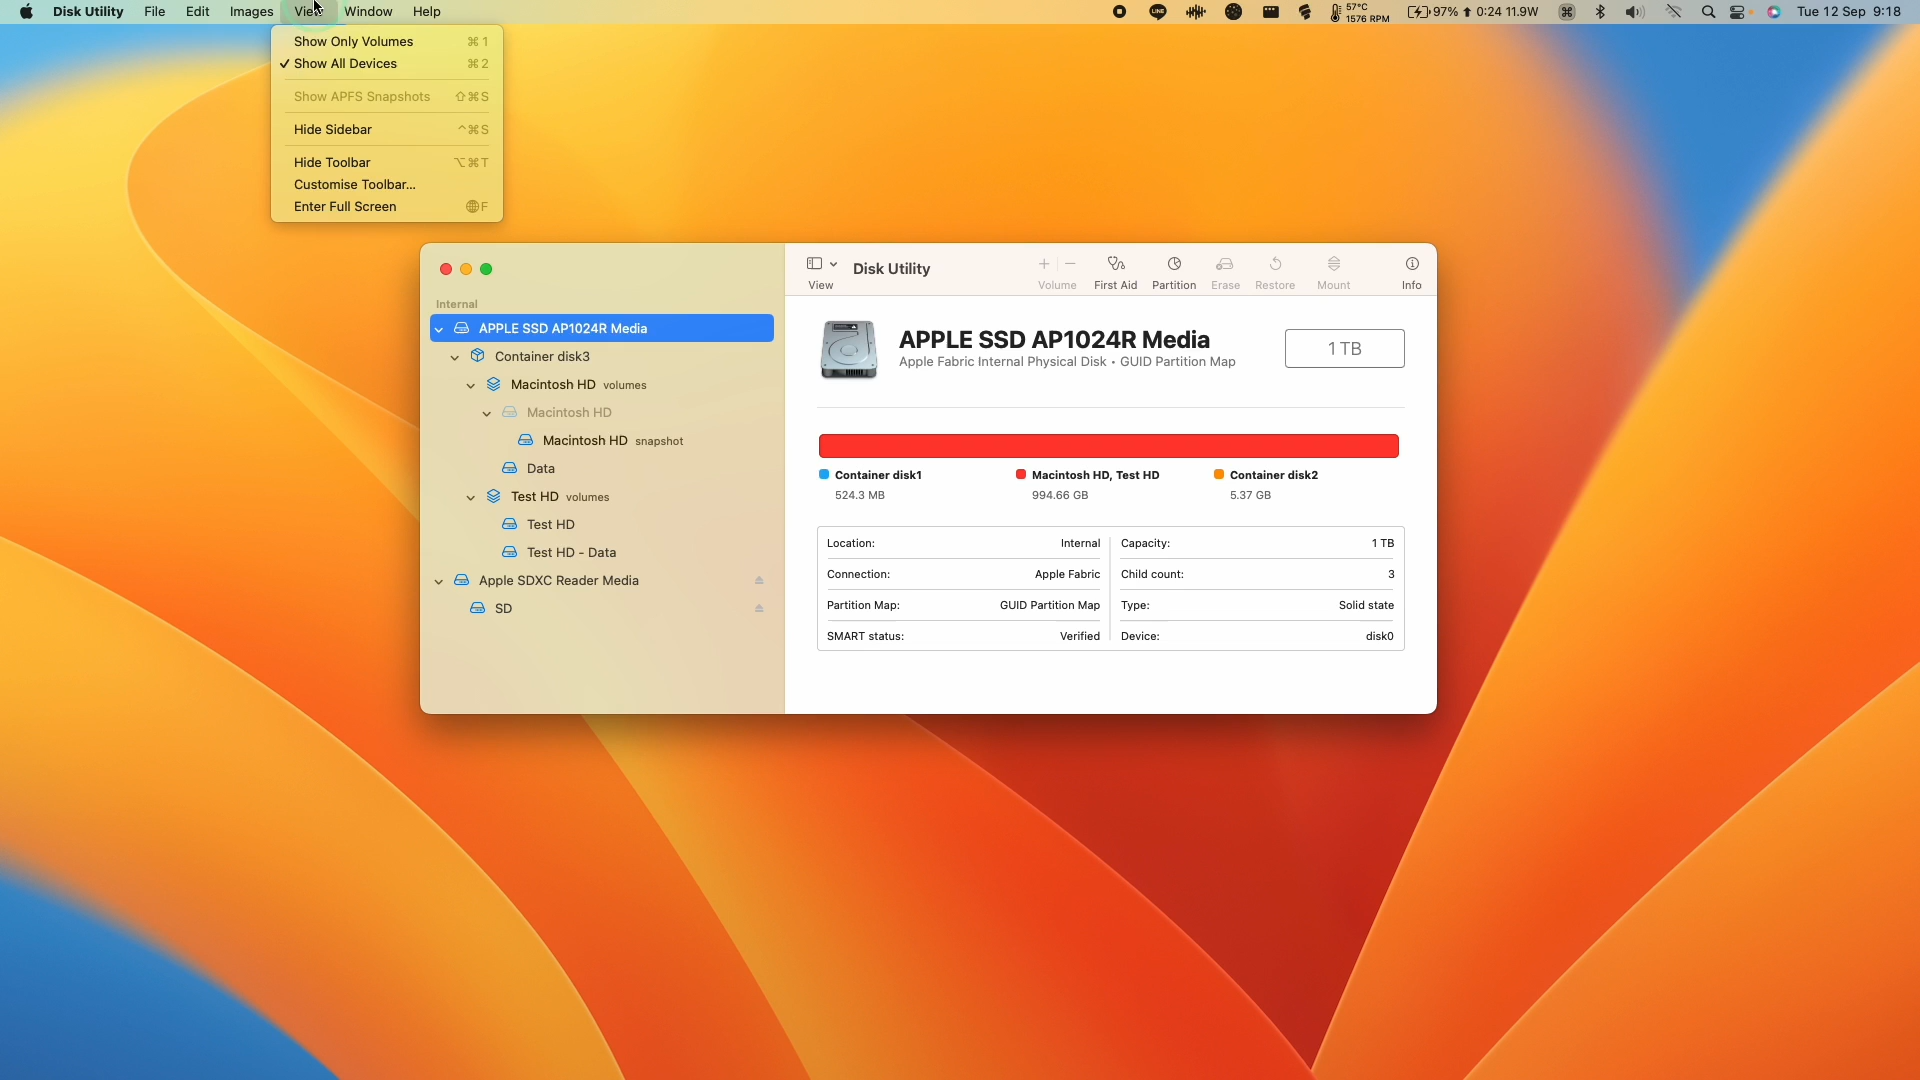 Disk Utility File Edit Images View Window Help
LINE 57°C 1576 RPM 97% 0:24 11.9W Tue 12 Sep 9:18
Show Only Volumes ⌘1
✓ Show All Devices ⌘2
Show APFS Snapshots ⇧⌘S
Hide Sidebar ^⌘S
Hide Toolbar ⌥⌘T
Customise Toolbar...
Enter Full Screen F
Internal
APPLE SSD AP1024R Media
Container disk3
Macintosh HD volumes
Macintosh HD
Macintosh HD snapshot
Data
Test HD volumes
Test HD
Test HD - Data
Apple SDXC Reader Media
SD
Disk Utility
View
Volume First Aid Partition Erase Restore Mount Info
APPLE SSD AP1024R Media
Apple Fabric Internal Physical Disk • GUID Partition Map
1 TB
Container disk1
524.3 MB
Macintosh HD, Test HD
994.66 GB
Container disk2
5.37 GB
Location: Internal
Capacity: 1 TB
Connection: Apple Fabric
Child count: 3
Partition Map: GUID Partition Map
Type: Solid state
SMART status: Verified
Device: disk0